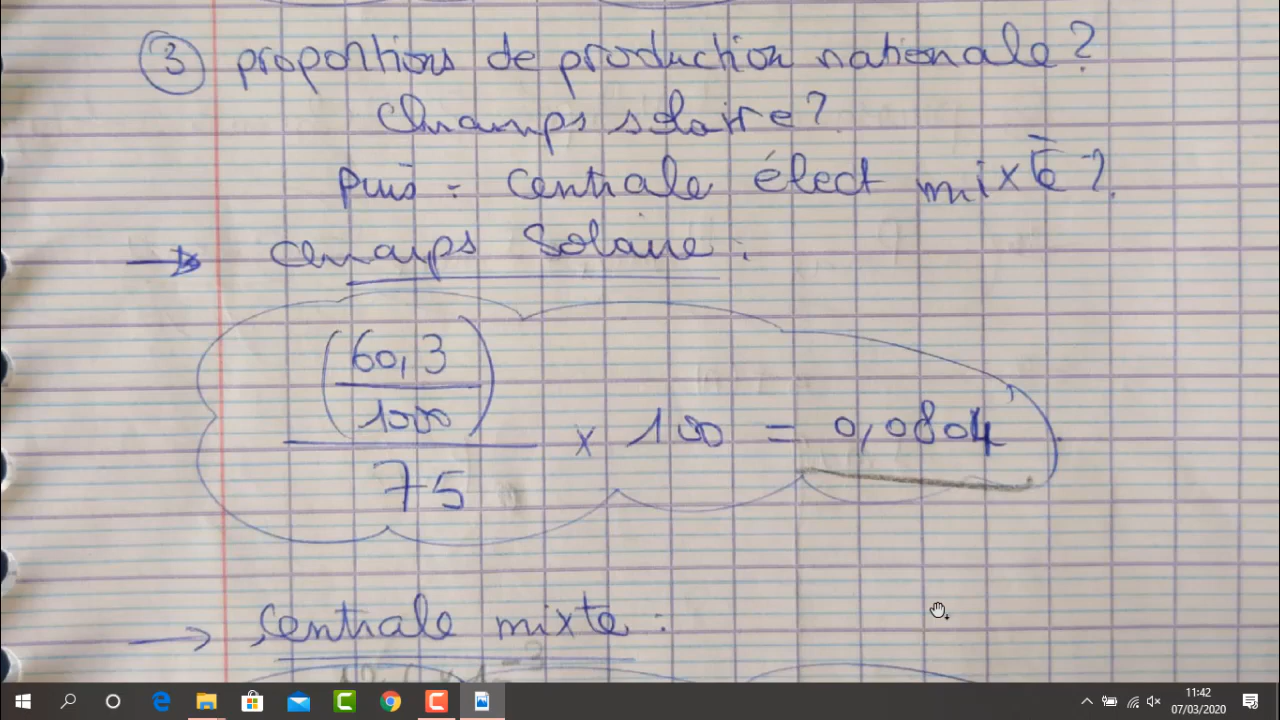 ③ proportions de production nationale?
Champs solaire?
puis = centrale élect mixte?
→ champs solaire:
(60,3
1000)
75
× 100 = 0,0804
→ centrale mixte:
11:42
07/03/2020